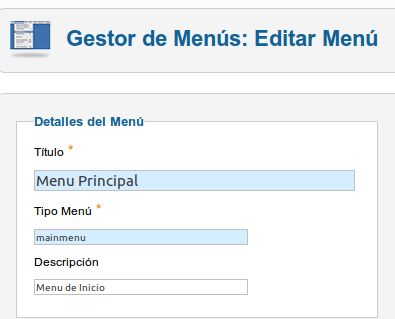 Gestor de Menús: Editar Menú
Detalles del Menú
Título *
Menu Principal
Tipo Menú *
mainmenu
Descripción
Menu de Inicio